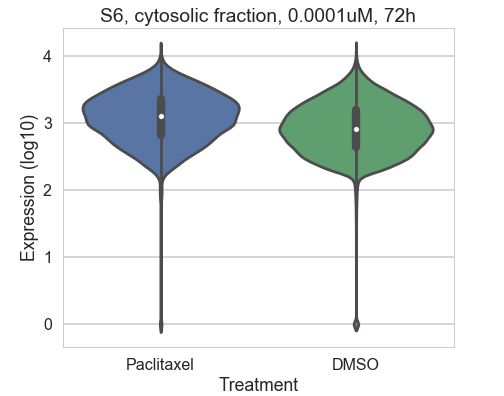 S6, cytosolic fraction, 0.0001uM, 72h
Expression (log10)
4
3
2
1
0
Paclitaxel DMSO
Treatment